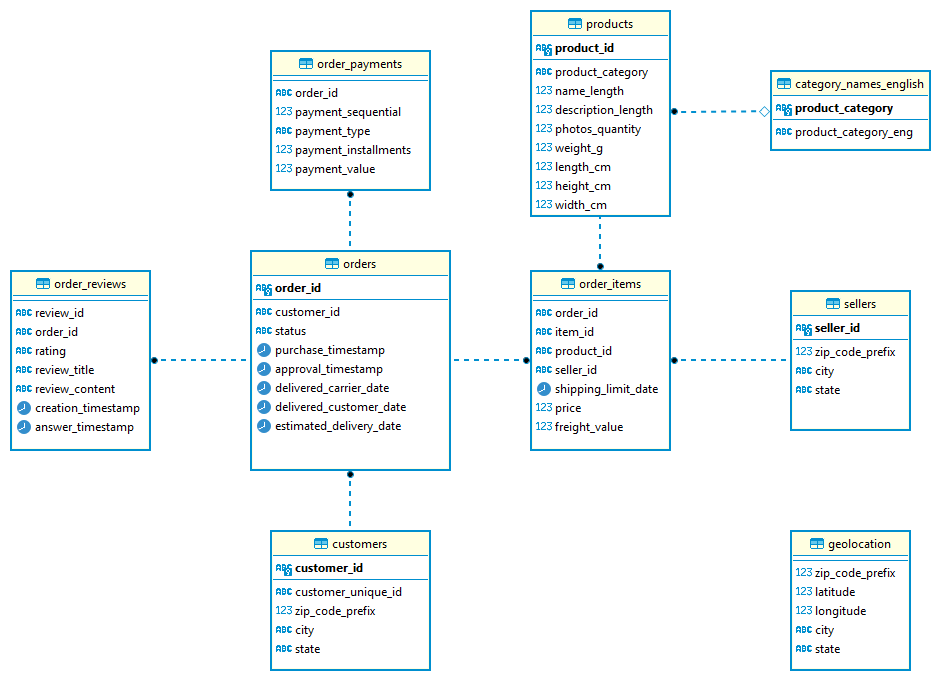 products
ABC product_id
ABC product_category
123 name_length
123 description_length
123 photos_quantity
123 weight_g
123 length_cm
123 height_cm
123 width_cm
order_payments
ABC order_id
123 payment_sequential
ABC payment_type
123 payment_installments
123 payment_value
category_names_english
ABC product_category
ABC product_category_eng
order_reviews
ABC review_id
ABC order_id
ABC rating
ABC review_title
ABC review_content
creation_timestamp
answer_timestamp
orders
ABC order_id
ABC customer_id
ABC status
purchase_timestamp
approval_timestamp
delivered_carrier_date
delivered_customer_date
estimated_delivery_date
order_items
ABC order_id
ABC item_id
ABC product_id
ABC seller_id
shipping_limit_date
123 price
123 freight_value
sellers
ABC seller_id
123 zip_code_prefix
ABC city
ABC state
customers
ABC customer_id
ABC customer_unique_id
123 zip_code_prefix
ABC city
ABC state
geolocation
123 zip_code_prefix
123 latitude
123 longitude
ABC city
ABC state